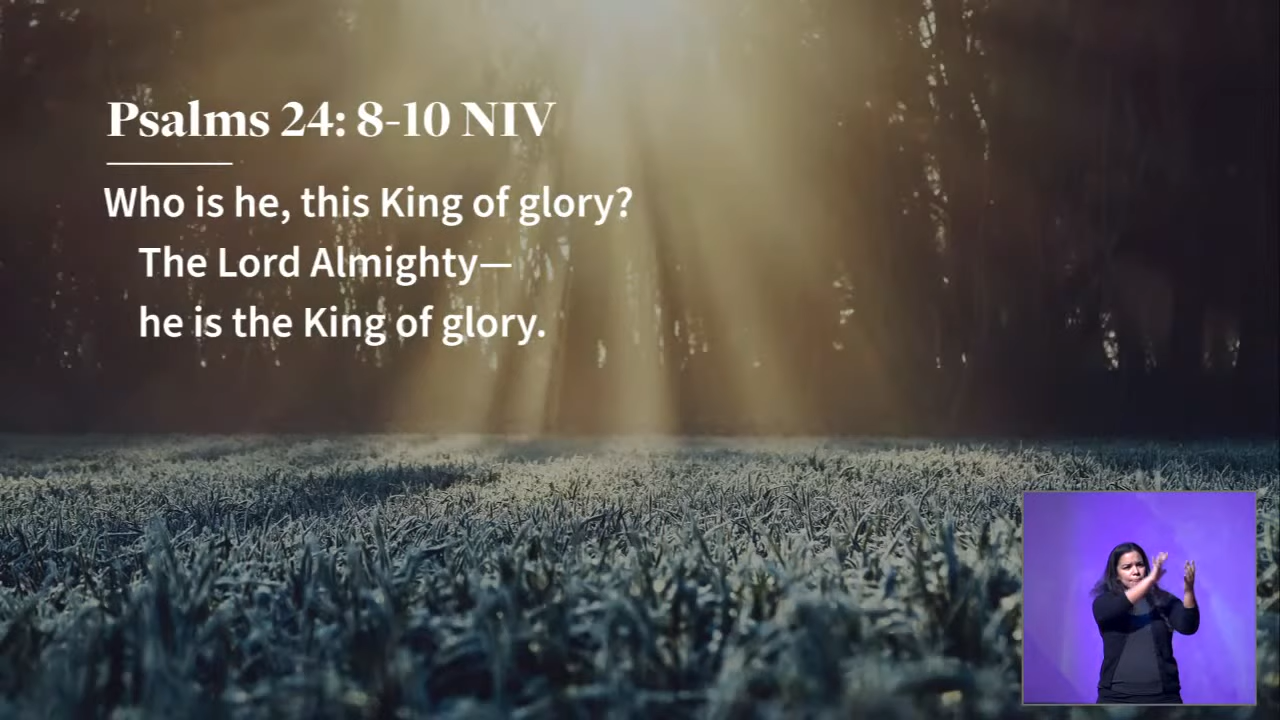 Psalms 24: 8-10 NIV
Who is he, this King of glory?
The Lord Almighty—
he is the King of glory.